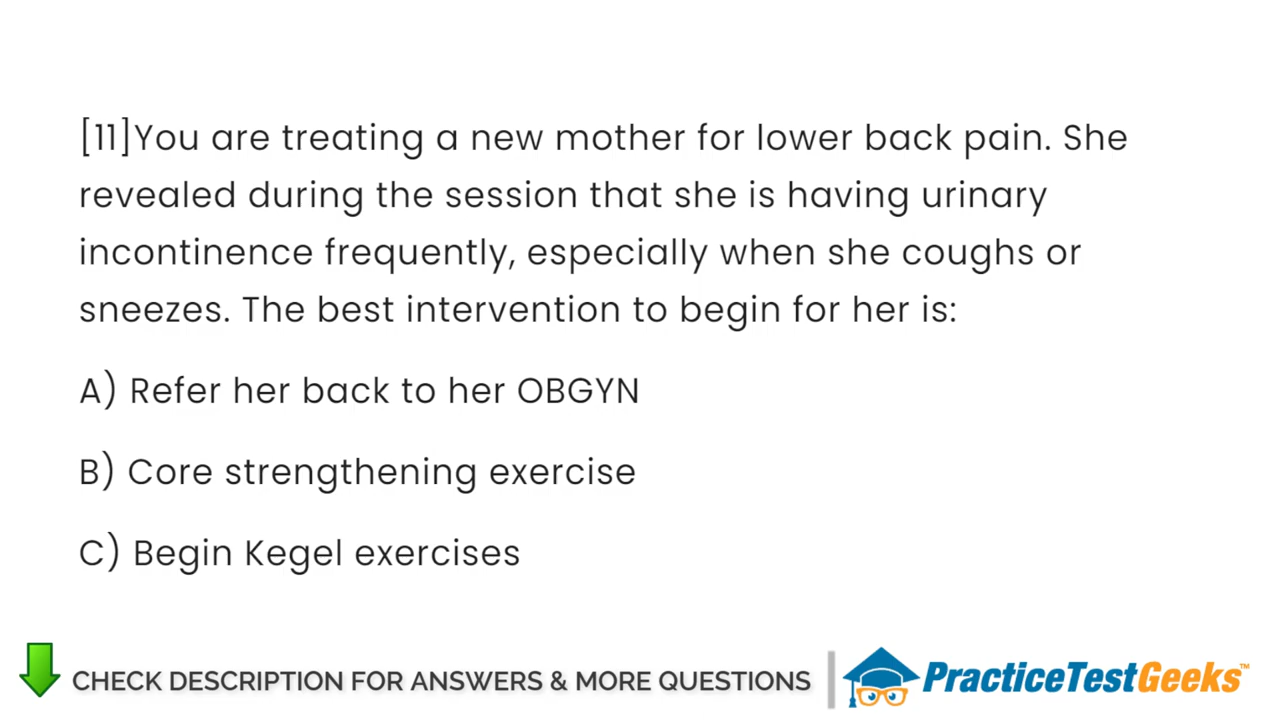 [11]You are treating a new mother for lower back pain. She
revealed during the session that she is having urinary
incontinence frequently, especially when she coughs or
sneezes. The best intervention to begin for her is:
A) Refer her back to her OBGYN
B) Core strengthening exercise
C) Begin Kegel exercises
CHECK DESCRIPTION FOR ANSWERS & MORE QUESTIONS
PracticeTestGeeks™